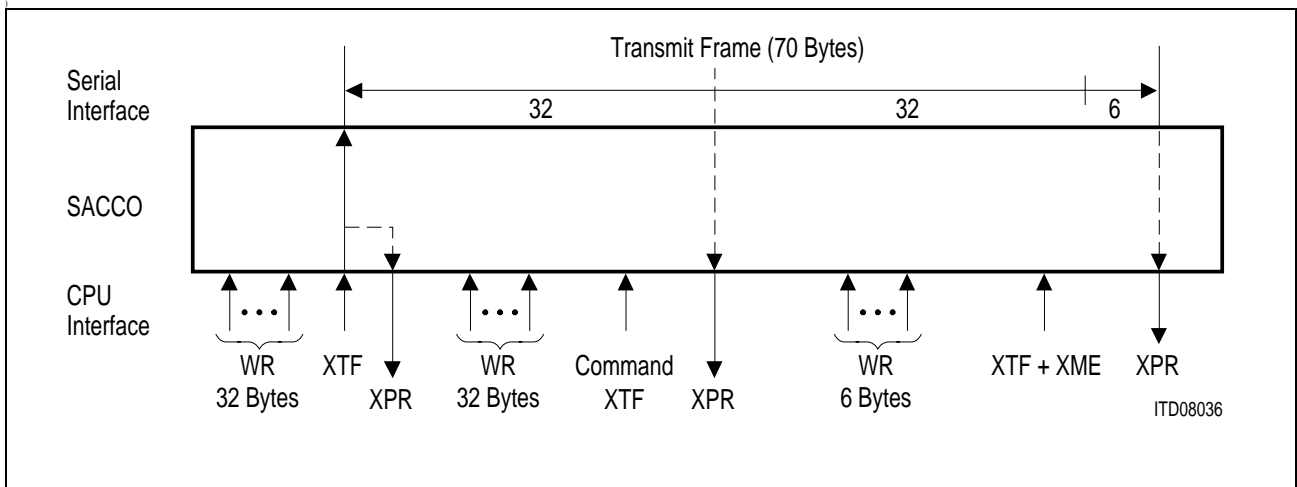 )
Transmit Frame (70 Bytes)
Serial
Interface
32
32
6
SACCO
CPU
Interface
• • •
• • •
• • •
WR
32 Bytes
XTF
XPR
WR
32 Bytes
Command
XTF
XPR
WR
6 Bytes
XTF + XME
XPR
ITD08036